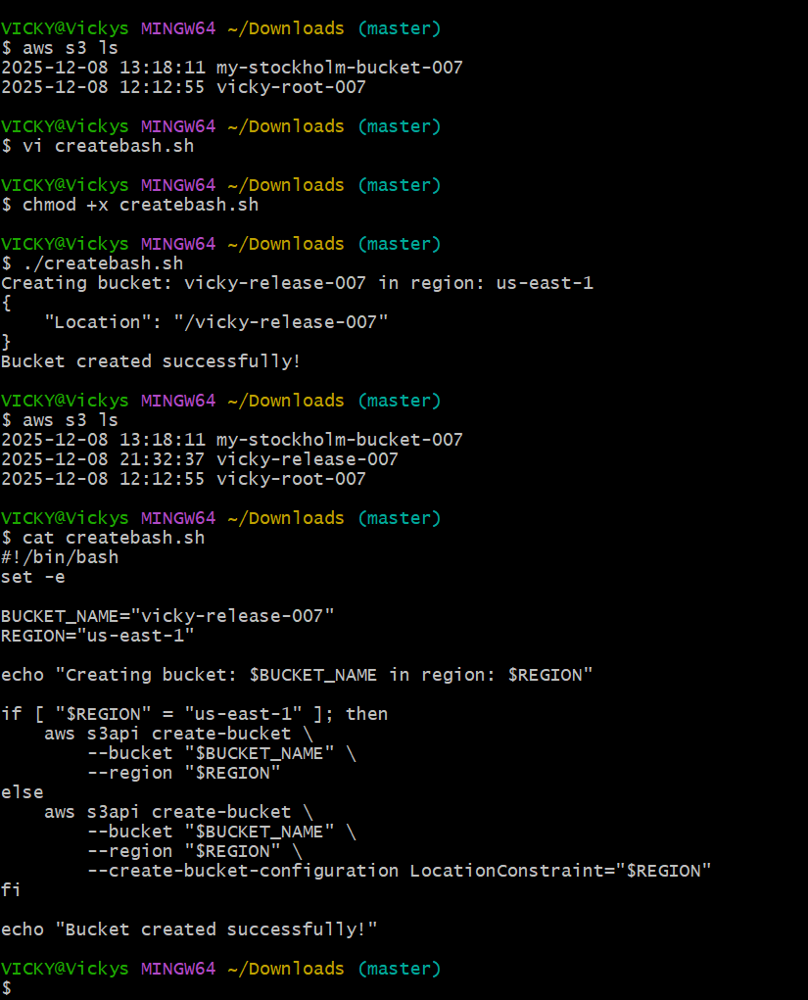 VICKY@Vickys MINGW64 ~/Downloads (master)
$ aws s3 ls
2025-12-08 13:18:11 my-stockholm-bucket-007
2025-12-08 12:12:55 vicky-root-007

VICKY@Vickys MINGW64 ~/Downloads (master)
$ vi createbash.sh

VICKY@Vickys MINGW64 ~/Downloads (master)
$ chmod +x createbash.sh

VICKY@Vickys MINGW64 ~/Downloads (master)
$ ./createbash.sh
Creating bucket: vicky-release-007 in region: us-east-1
{
    "Location": "/vicky-release-007"
}
Bucket created successfully!

VICKY@Vickys MINGW64 ~/Downloads (master)
$ aws s3 ls
2025-12-08 13:18:11 my-stockholm-bucket-007
2025-12-08 21:32:37 vicky-release-007
2025-12-08 12:12:55 vicky-root-007

VICKY@Vickys MINGW64 ~/Downloads (master)
$ cat createbash.sh
#!/bin/bash
set -e

BUCKET_NAME="vicky-release-007"
REGION="us-east-1"

echo "Creating bucket: $BUCKET_NAME in region: $REGION"

if [ "$REGION" = "us-east-1" ]; then
    aws s3api create-bucket \
        --bucket "$BUCKET_NAME" \
        --region "$REGION"
else
    aws s3api create-bucket \
        --bucket "$BUCKET_NAME" \
        --region "$REGION" \
        --create-bucket-configuration LocationConstraint="$REGION"
fi

echo "Bucket created successfully!"

VICKY@Vickys MINGW64 ~/Downloads (master)
$